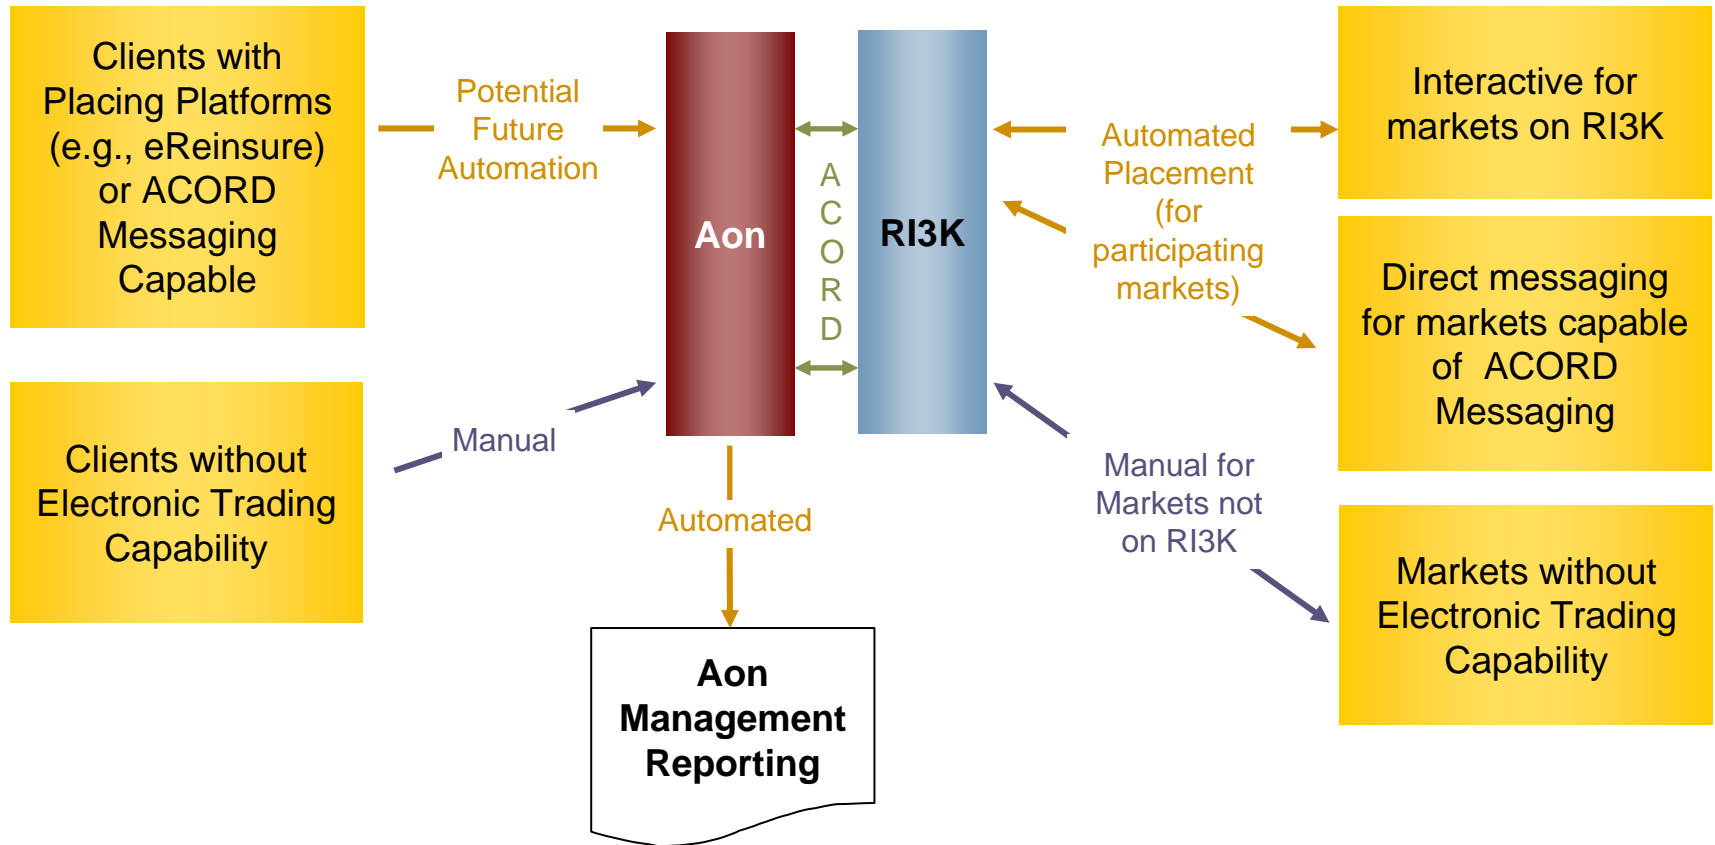 Clients with
Placing Platforms
(e.g., eReinsure)
or ACORD
Messaging
Capable
Potential
Future
Automation
Aon
A
C
O
R
D
RI3K
Automated
Placement
(for
participating
markets)
Interactive for
markets on RI3K
Direct messaging
for markets capable
of ACORD
Messaging
Clients without
Electronic Trading
Capability
Manual
Automated
Manual for
Markets not
on RI3K
Markets without
Electronic Trading
Capability
Aon
Management
Reporting